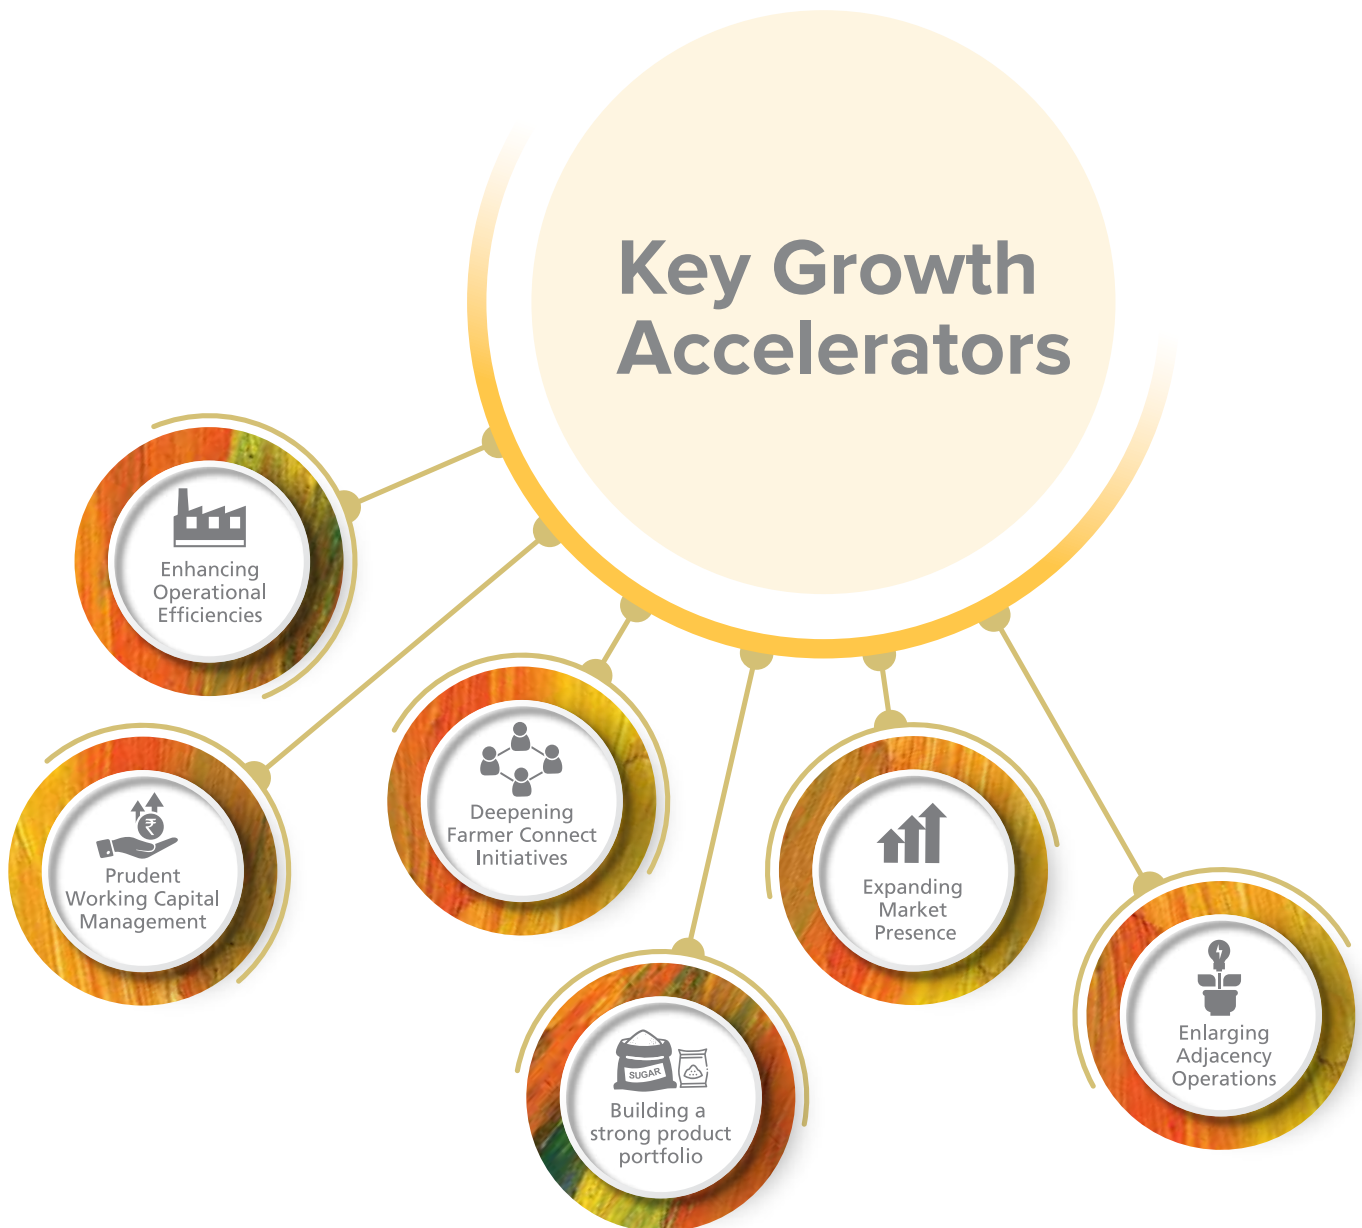 Key Growth
Accelerators
Enhancing
Operational
Efficiencies
Prudent
Working Capital
Management
Deepening
Farmer Connect
Initiatives
SUGAR
Building a
strong product
portfolio
Expanding
Market
Presence
Enlarging
Adjacency
Operations